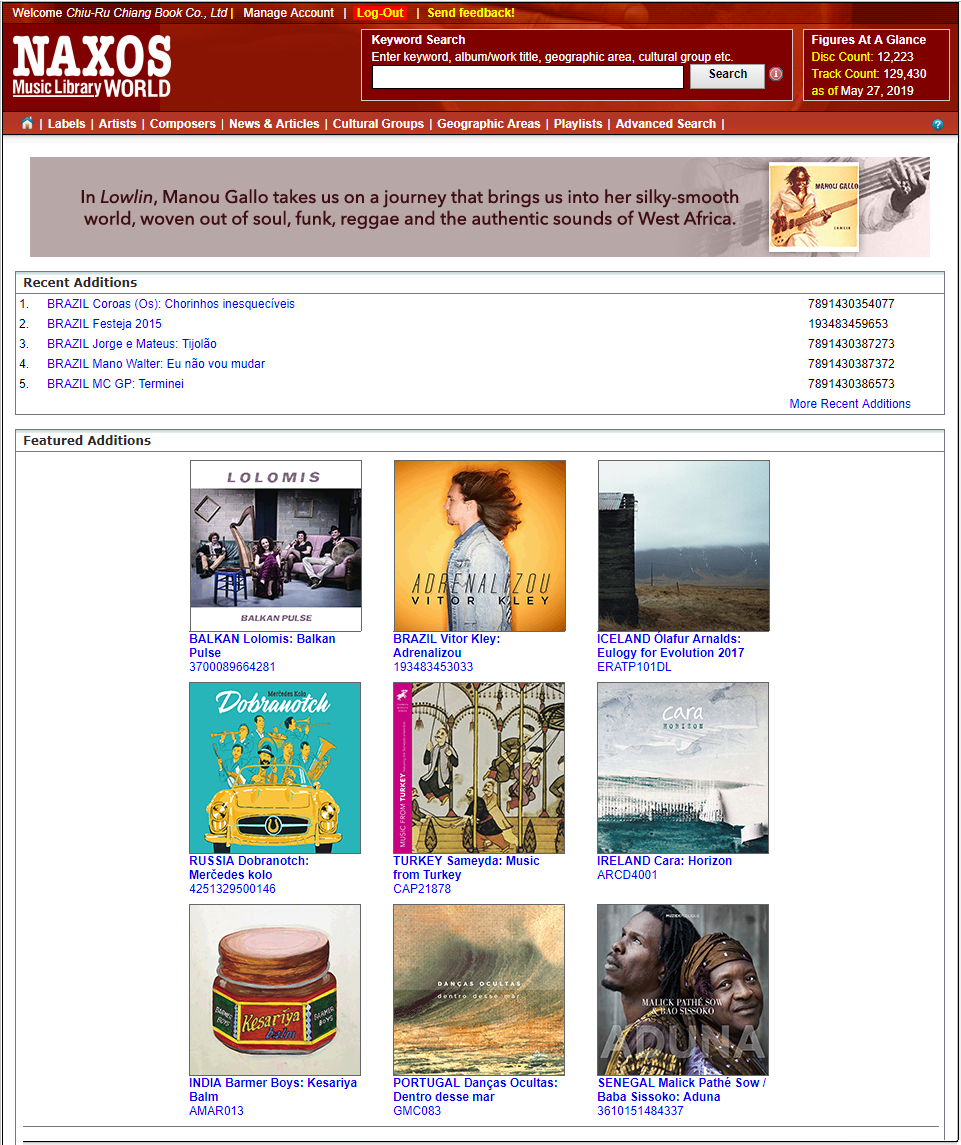 Welcome Chiu-Ru Chiang Book Co., Ltd | Manage Account | Log-Out | Send feedback!
NAXOS
Music Library WORLD
Keyword Search
Enter keyword, album/work title, geographic area, cultural group etc.
Search
Figures At A Glance
Disc Count: 12,223
Track Count: 129,430
as of May 27, 2019
| Labels | Artists | Composers | News & Articles | Cultural Groups | Geographic Areas | Playlists | Advanced Search |
In Lowlin, Manou Gallo takes us on a journey that brings us into her silky-smooth
world, woven out of soul, funk, reggae and the authentic sounds of West Africa.
MANOU GALLO
LOWLIN
Recent Additions
1. BRAZIL Coroas (Os): Chorinhos inesquecíveis 7891430354077
2. BRAZIL Festeja 2015 193483459653
3. BRAZIL Jorge e Mateus: Tijolão 7891430387273
4. BRAZIL Mano Walter: Eu não vou mudar 7891430387372
5. BRAZIL MC GP: Terminei 7891430386573
More Recent Additions
Featured Additions
LOLOMIS
BALKAN PULSE
ADRENALIZOU
VITOR KLEY
BALKAN Lolomis: Balkan
Pulse
3700089664281
BRAZIL Vitor Kley:
Adrenalizou
193483453033
ICELAND Ólafur Arnalds:
Eulogy for Evolution 2017
ERATP101DL
Merčedes Kolo
Dobranotch
MUSIC FROM TURKEY
cara
HORIZON
RUSSIA Dobranotch:
Merčedes kolo
4251329500146
TURKEY Sameyda: Music
from Turkey
CAP21878
IRELAND Cara: Horizon
ARCD4001
BARMER
BOYS
Kesariya
balm
BARMER
BOYS
DANÇAS OCULTAS
dentro desse mar
MALICK PATHÉ SOW
& BAO SISSOKO
ADUNA
INDIA Barmer Boys: Kesariya
Balm
AMAR013
PORTUGAL Danças Ocultas:
Dentro desse mar
GMC083
SENEGAL Malick Pathé Sow /
Baba Sissoko: Aduna
3610151484337